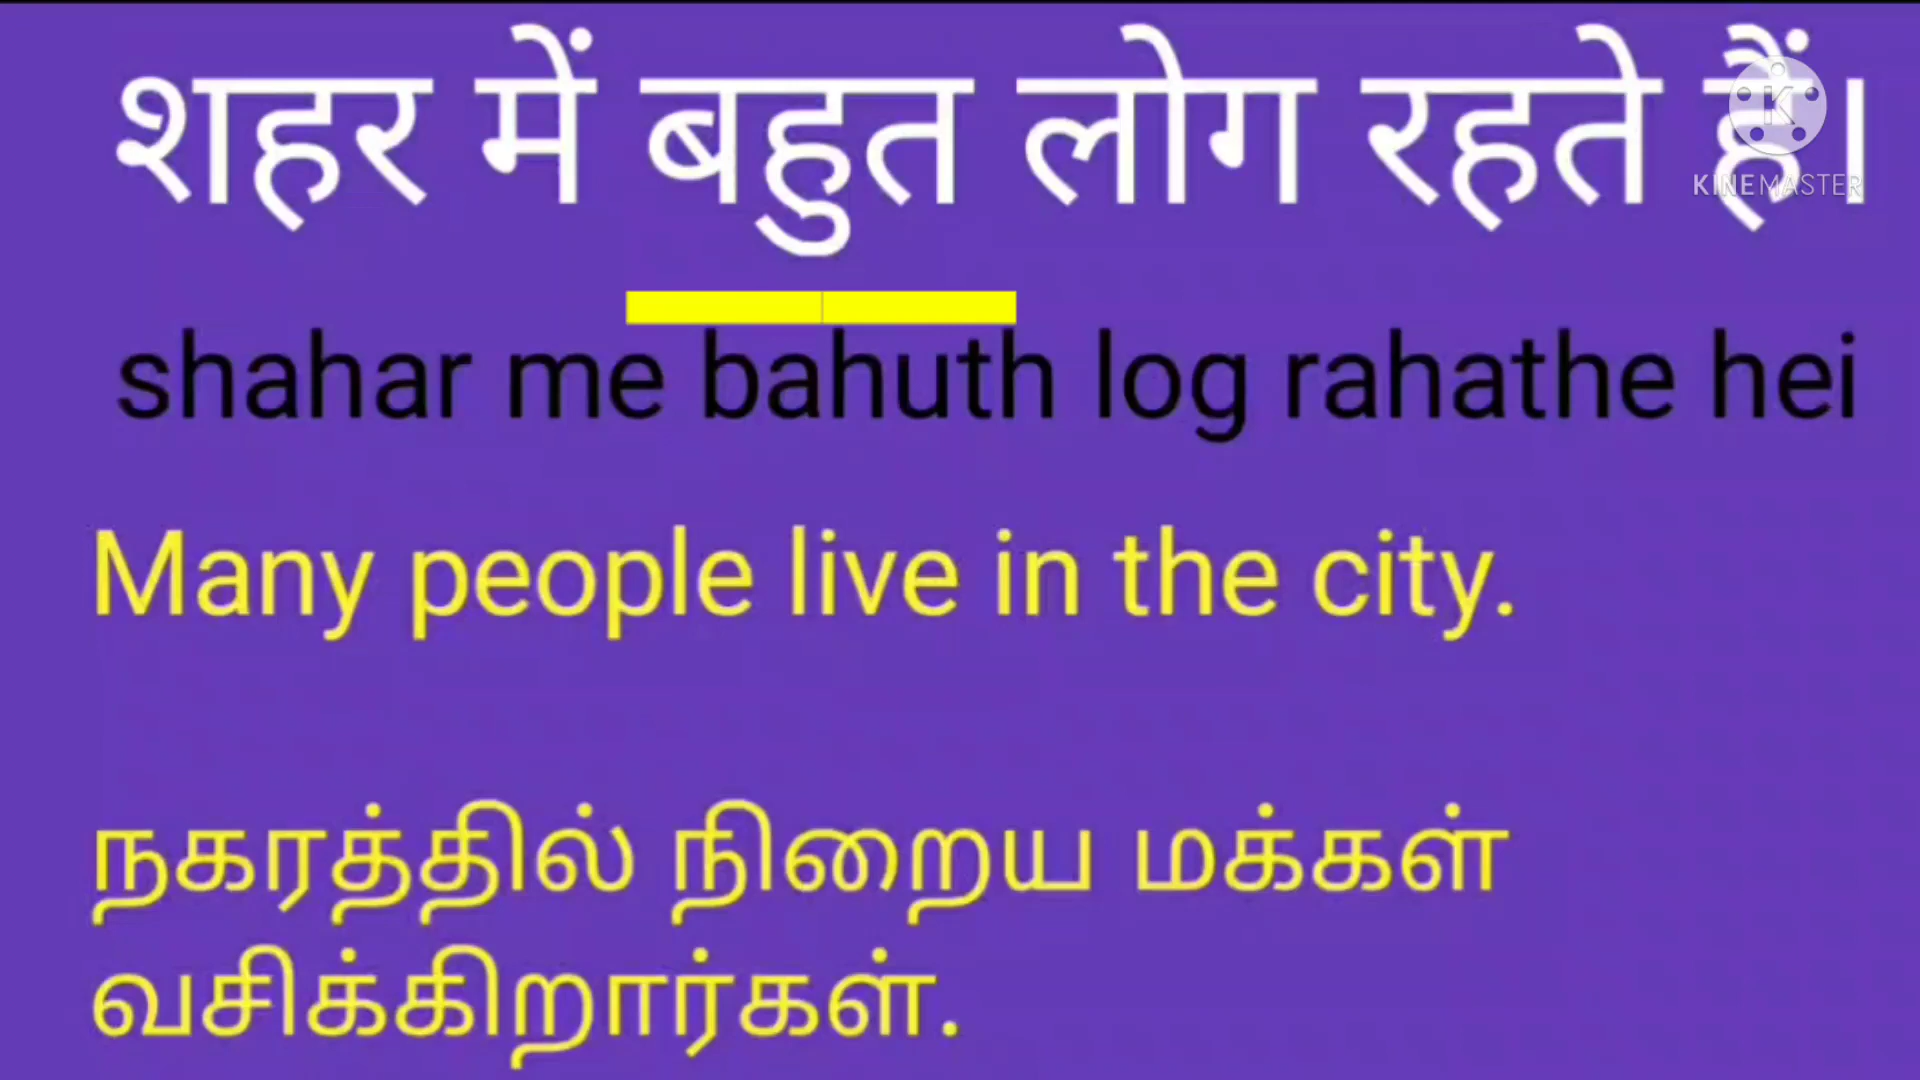 शहर में बहुत लोग रहते हैं।
KINEMASTER
shahar me bahuth log rahathe hei
Many people live in the city.
நகரத்தில் நிறைய மக்கள்
வசிக்கிறார்கள்.